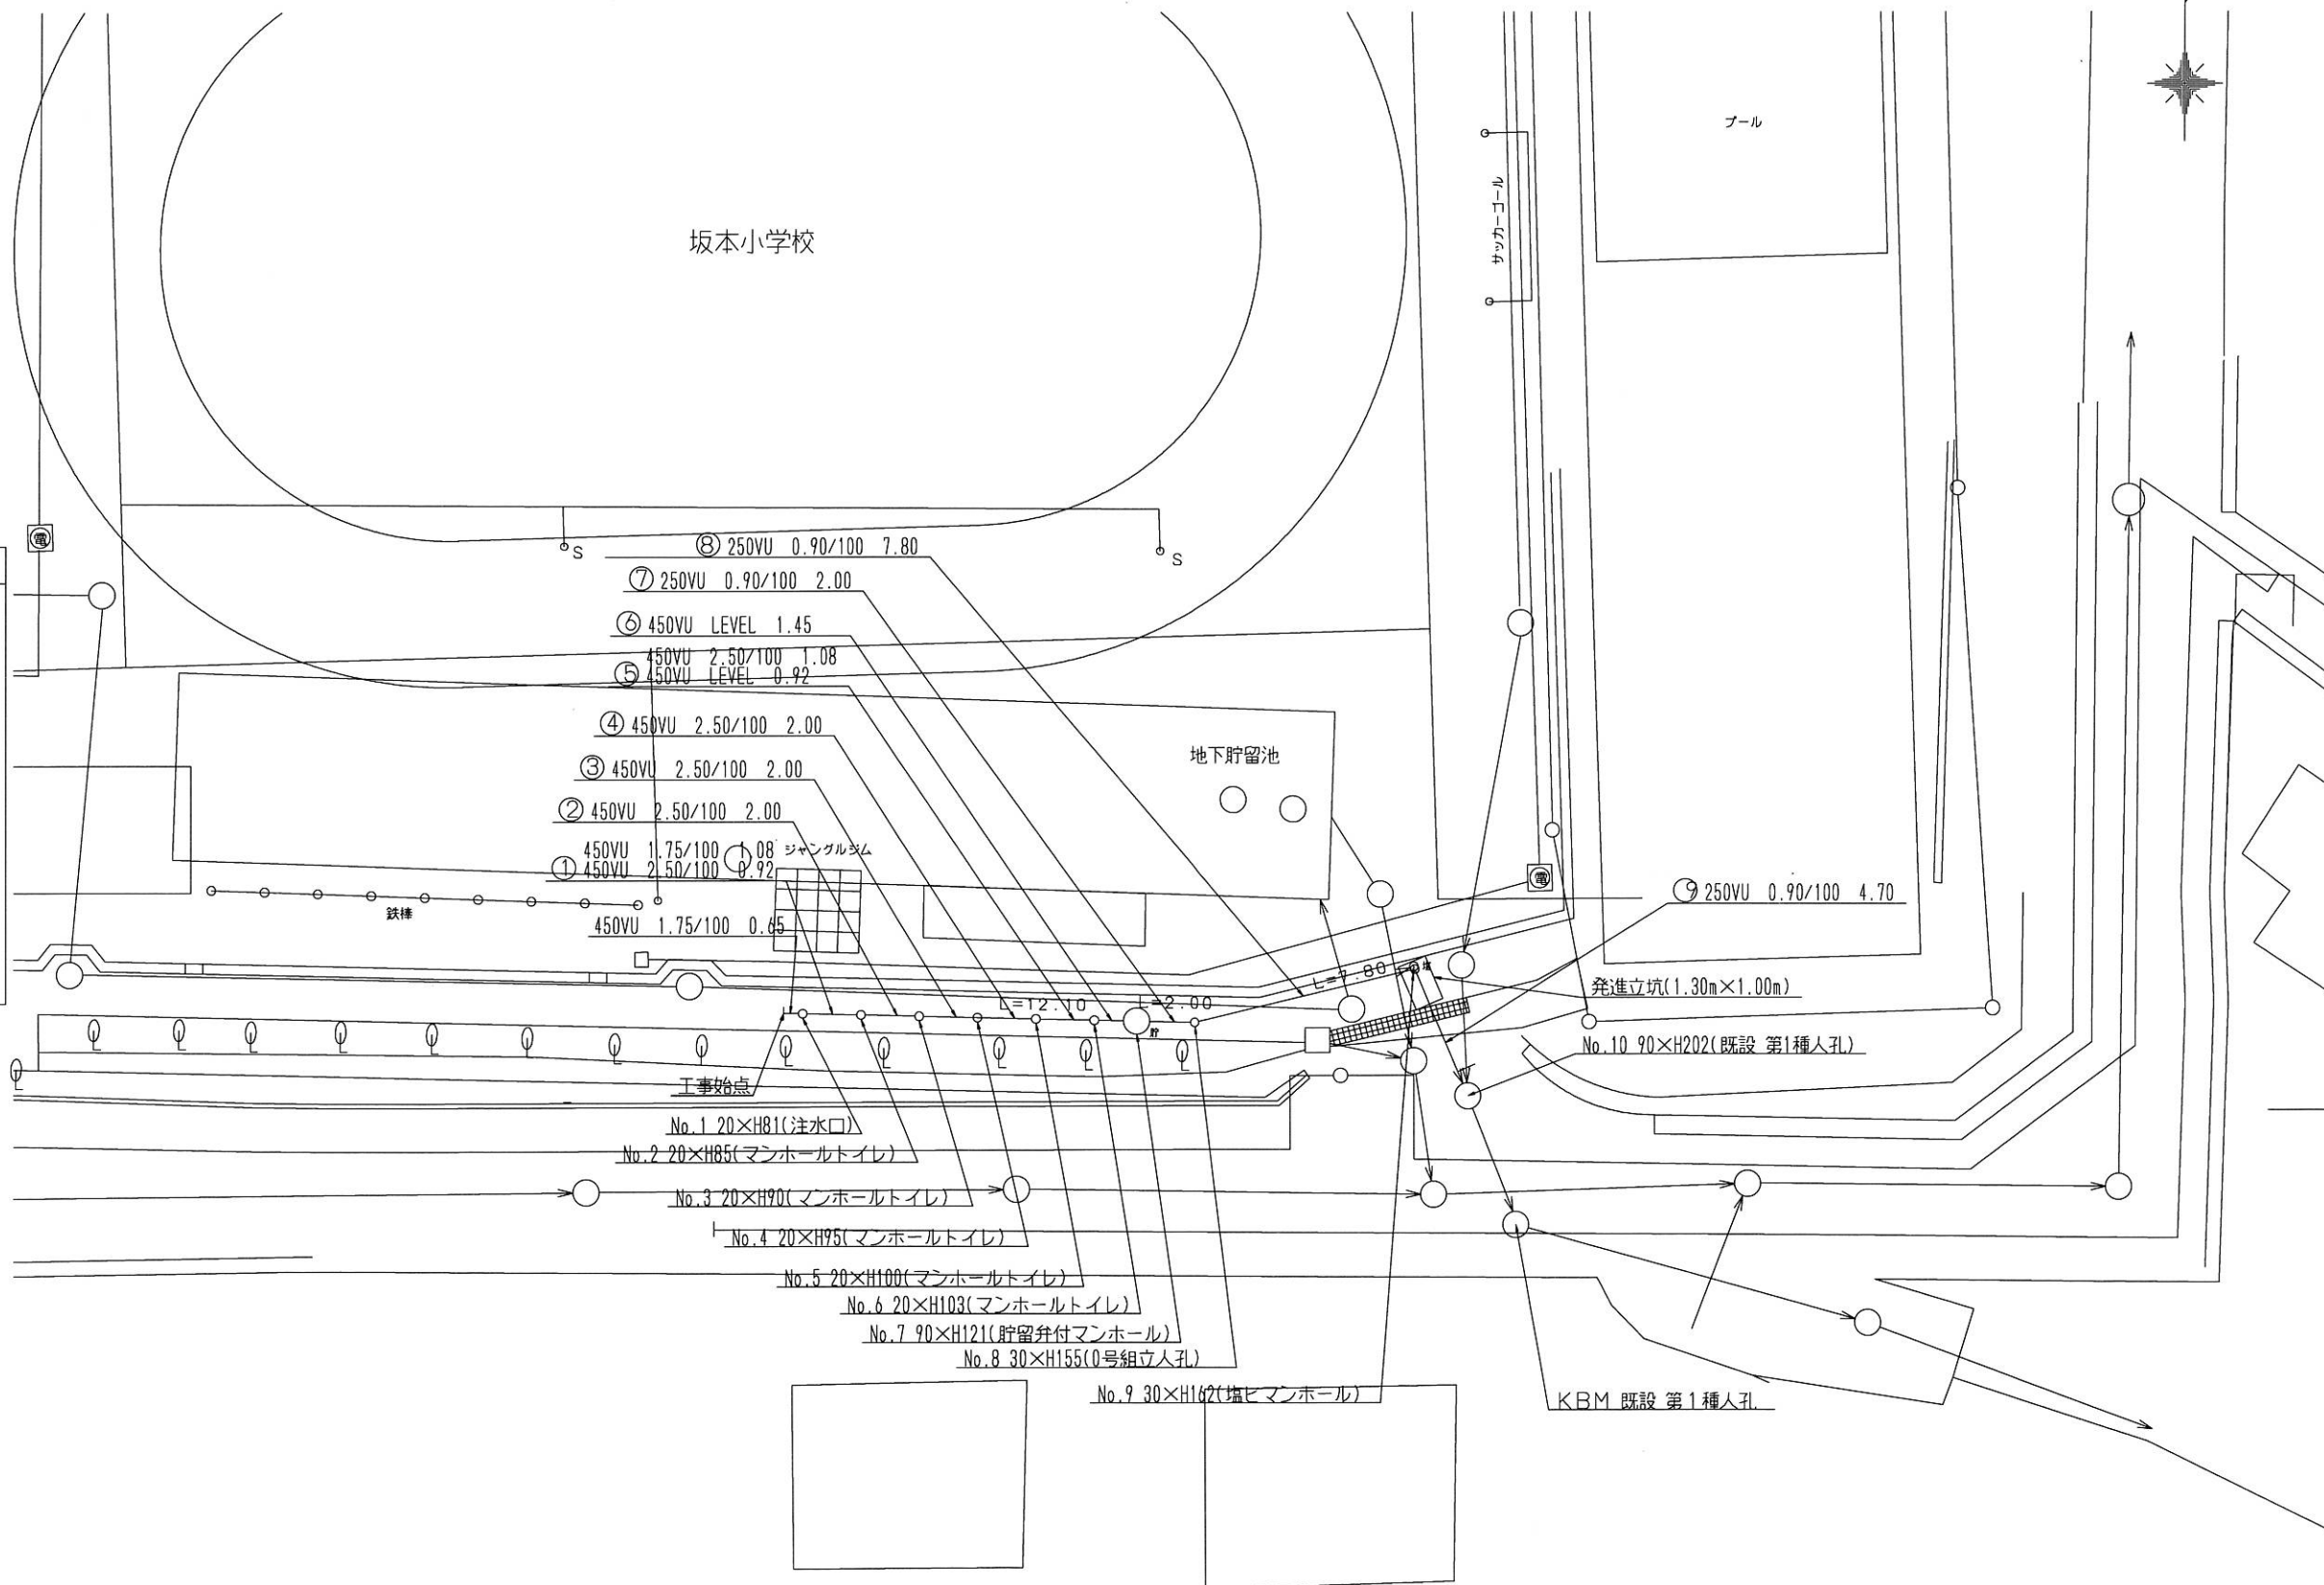 プール
サッカーゴール
坂本小学校
電
S
S
⑧ 250VU 0.90/100 7.80
⑦ 250VU 0.90/100 2.00
⑥ 450VU LEVEL 1.45
450VU 2.50/100 1.08
⑤ 450VU LEVEL 0.92
④ 450VU 2.50/100 2.00
③ 450VU 2.50/100 2.00
② 450VU 2.50/100 2.00
450VU 1.75/100 1.08
① 450VU 2.50/100 0.92
450VU 1.75/100 0.65
ジャングルジム
地下貯留池
鉄棒
電
⑨ 250VU 0.90/100 4.70
L=12.10
L=2.00
L=7.80
塩
貯
発進立坑(1.30m×1.00m)
No.10 90×H202(既設 第1種人孔)
工事始点
No.1 20×H81(注水口)
No.2 20×H85(マンホールトイレ)
No.3 20×H90(マンホールトイレ)
No.4 20×H95(マンホールトイレ)
No.5 20×H100(マンホールトイレ)
No.6 20×H103(マンホールトイレ)
No.7 90×H121(貯留弁付マンホール)
No.8 30×H155(0号組立人孔)
No.9 30×H162(塩ビマンホール)
KBM 既設 第1種人孔